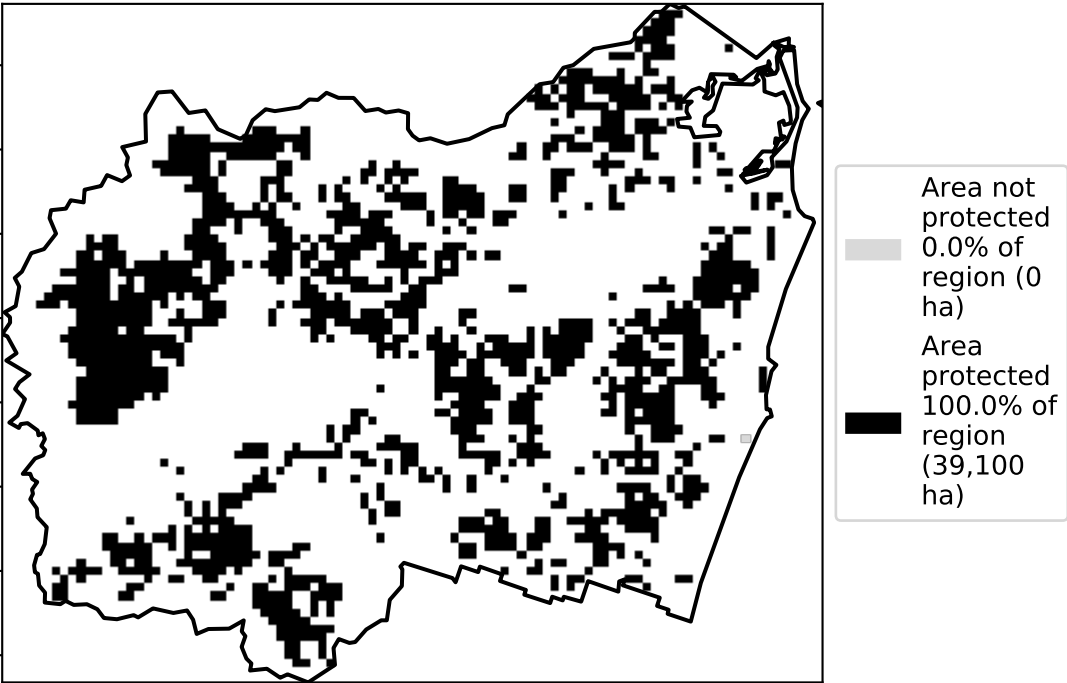 Area not
protected
0.0% of
region (0
ha)
Area
protected
100.0% of
region
(39,100
ha)